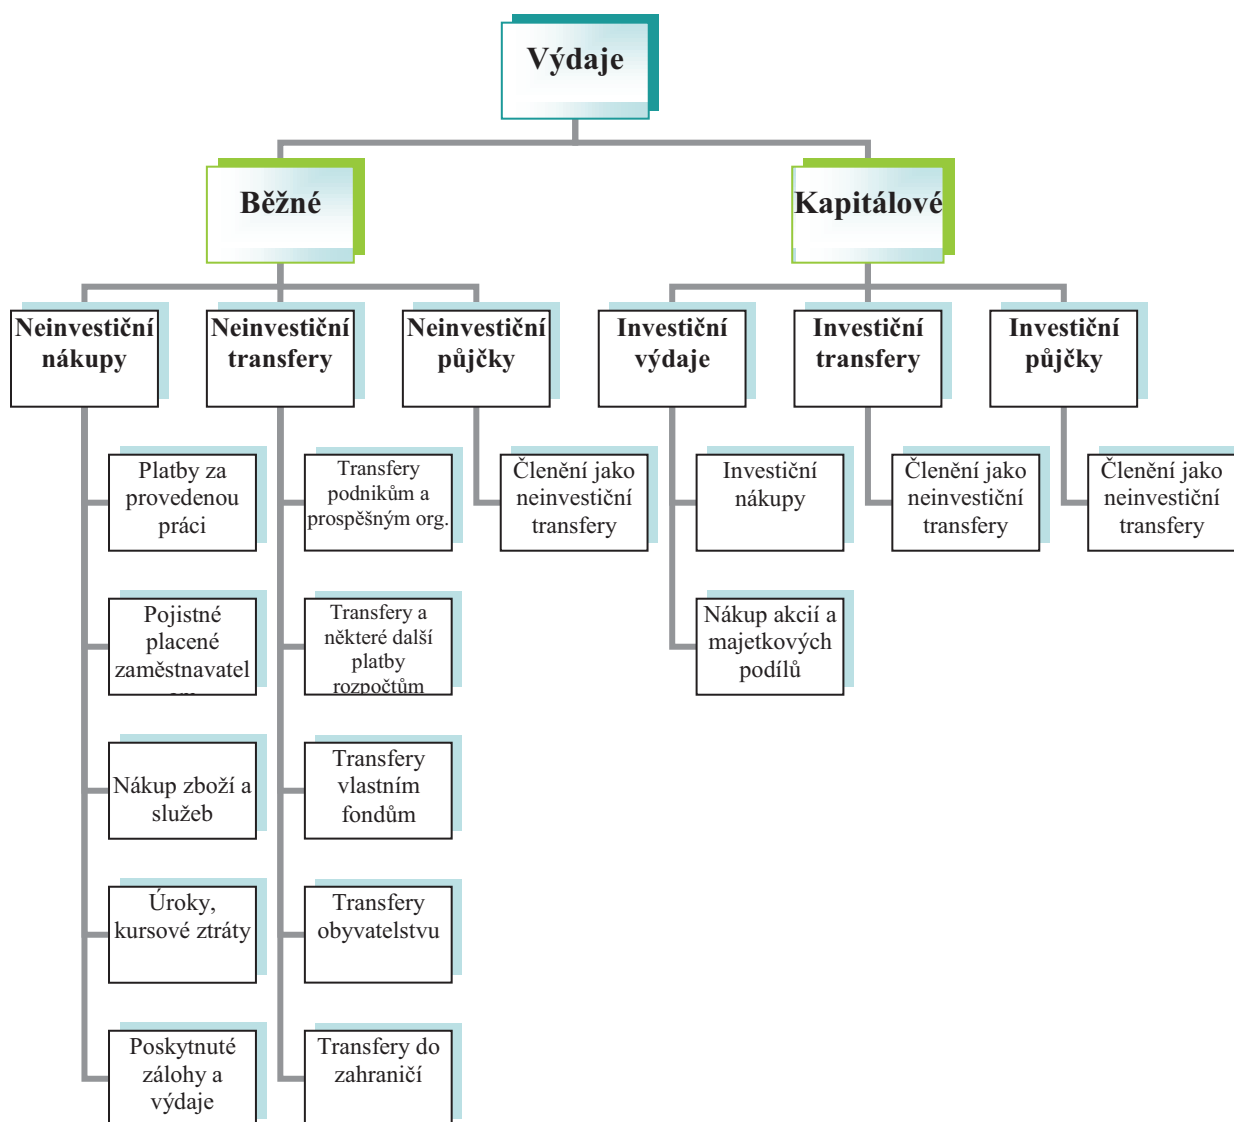 Výdaje
Běžné
Kapitálové
Neinvestiční
nákupy
Neinvestiční
transfery
Neinvestiční
půjčky
Investiční
výdaje
Investiční
transfery
Investiční
půjčky
Platby za
provedenou
práci
Transfery
podnikům a
prospěšným org.
Členění jako
neinvestiční
transfery
Investiční
nákupy
Členění jako
neinvestiční
transfery
Členění jako
neinvestiční
transfery
Pojistné
placené
zaměstnavatel
Transfery a
některé další
platby
rozpočtům
Nákup akcií a
majetkových
podílů
Nákup zboží a
služeb
Transfery
vlastním
fondům
Úroky,
kursové ztráty
Transfery
obyvatelstvu
Poskytnuté
zálohy a
výdaje
Transfery do
zahraničí